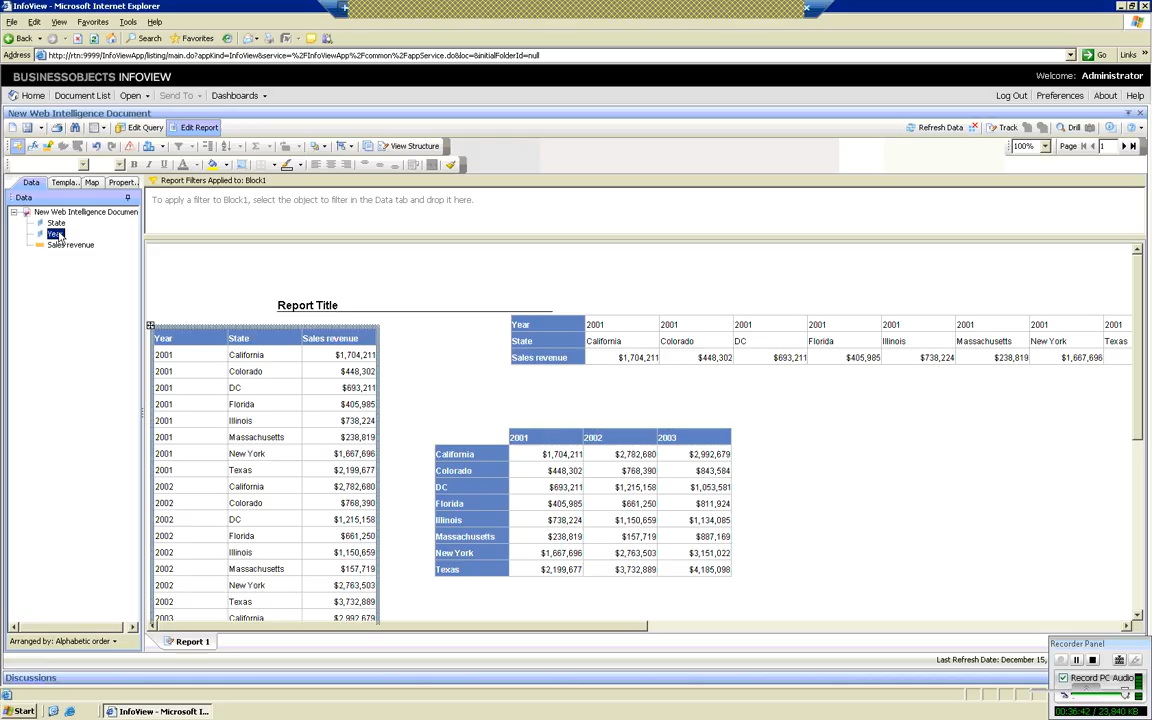 InfoView - Microsoft Internet Explorer
File Edit View Favorites Tools Help
Back Search Favorites
Address http://rtn:9999/InfoViewApp/listing/main.do?appKind=InfoView&service=%2FInfoViewApp%2Fcommon%2FappService.do&loc=&initialFolderId=null Go Links »
BUSINESSOBJECTS INFOVIEW Welcome: Administrator
Home Document List Open Send To Dashboards Log Out Preferences About Help
New Web Intelligence Document
Edit Query Edit Report Refresh Data Track Drill
View Structure 100% Page 1
Data Templa.. Map Propert..
Report Filters Applied to: Block1
Data
To apply a filter to Block1, select the object to filter in the Data tab and drop it here.
New Web Intelligence Documen
State
Year
Sales revenue
Report Title
Year 2001 2001 2001 2001 2001 2001 2001 2001
State California Colorado DC Florida Illinois Massachusetts New York Texas
Sales revenue $1,704,211 $448,302 $693,211 $405,985 $738,224 $238,819 $1,667,696
Year State Sales revenue
2001 California $1,704,211
2001 Colorado $448,302
2001 DC $693,211
2001 Florida $405,985
2001 Illinois $738,224
2001 Massachusetts $238,819
2001 New York $1,667,696
2001 Texas $2,199,677
2002 California $2,782,680
2002 Colorado $768,390
2002 DC $1,215,158
2002 Florida $661,250
2002 Illinois $1,150,659
2002 Massachusetts $157,719
2002 New York $2,763,503
2002 Texas $3,732,889
2003 California $2,992,679
2001 2002 2003
California $1,704,211 $2,782,680 $2,992,679
Colorado $448,302 $768,390 $843,584
DC $693,211 $1,215,158 $1,053,581
Florida $405,985 $661,250 $811,924
Illinois $738,224 $1,150,659 $1,134,085
Massachusetts $238,819 $157,719 $887,169
New York $1,667,696 $2,763,503 $3,151,022
Texas $2,199,677 $3,732,889 $4,185,098
Arranged by: Alphabetic order
Report 1
Recorder Panel
Last Refresh Date: December 15,
Record PC Audio
Discussions
00:36:42 / 23,840 KB
Start InfoView - Microsoft I...